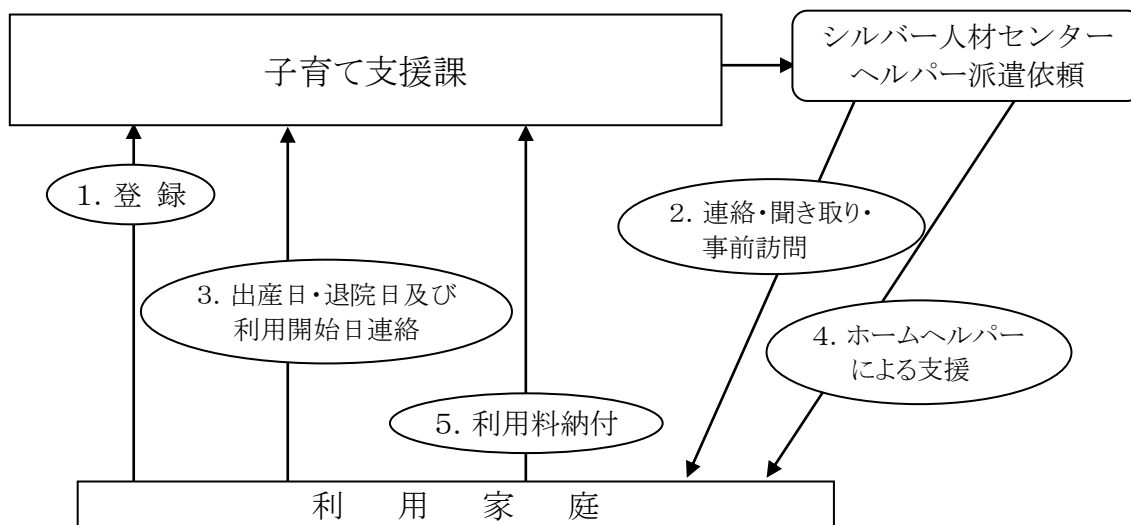 子育て支援課
シルバー人材センター
ヘルパー派遣依頼
1. 登 録
2. 連絡・聞き取り・
事前訪問
3. 出産日・退院日及び
利用開始日連絡
4. ホームヘルパー
による支援
5. 利用料納付
利 用 家 庭